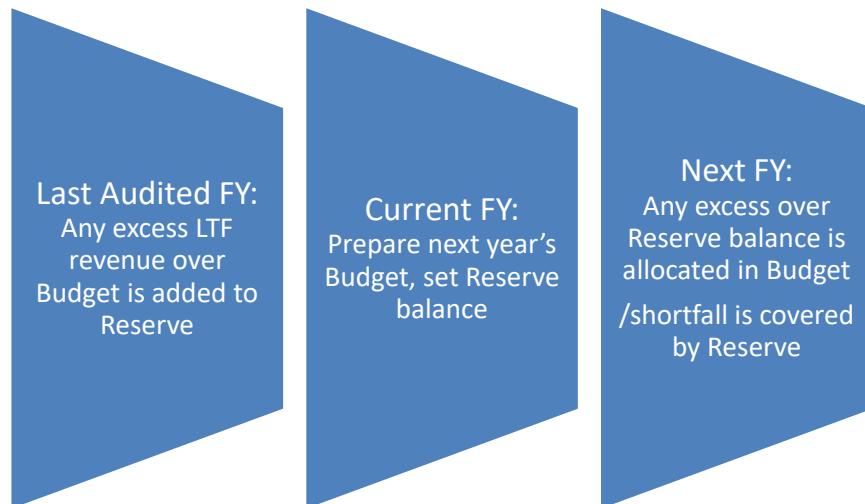 Last Audited FY:
Any excess LTF
revenue over
Budget is added to
Reserve
Current FY:
Prepare next year’s
Budget, set Reserve
balance
Next FY:
Any excess over
Reserve balance is
allocated in Budget
/shortfall is covered
by Reserve